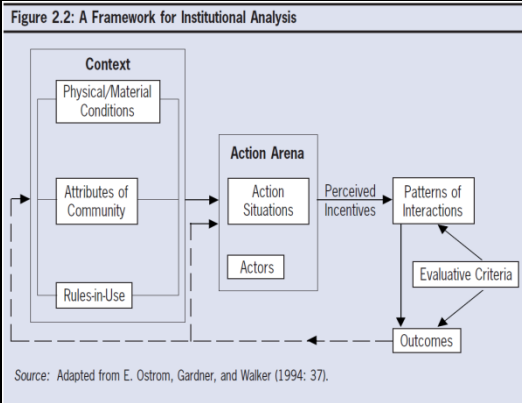 Figure 2.2: A Framework for Institutional Analysis
Context
Physical/Material
Conditions
Attributes of
Community
Rules-in-Use
Action Arena
Action
Situations
Actors
Perceived
Incentives
Patterns of
Interactions
Evaluative Criteria
Outcomes
Source: Adapted from E. Ostrom, Gardner, and Walker (1994: 37).